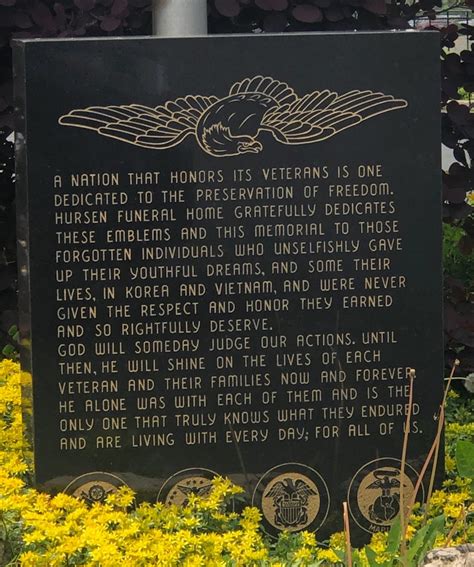 A NATION THAT HONORS ITS VETERANS IS ONE
DEDICATED TO THE PRESERVATION OF FREEDOM.
HURSEN FUNERAL HOME GRATEFULLY DEDICATES
THESE EMBLEMS AND THIS MEMORIAL TO THOSE
FORGOTTEN INDIVIDUALS WHO UNSELFISHLY GAVE
UP THEIR YOUTHFUL DREAMS, AND SOME THEIR
LIVES, IN KOREA AND VIETNAM, AND WERE NEVER
GIVEN THE RESPECT AND HONOR THEY EARNED
AND SO RIGHTFULLY DESERVE.
GOD WILL SOMEDAY JUDGE OUR ACTIONS. UNTIL
THEN, HE WILL SHINE ON THE LIVES OF EACH
VETERAN AND THEIR FAMILIES NOW AND FOREVER
HE ALONE WAS WITH EACH OF THEM AND IS THE
ONLY ONE THAT TRULY KNOWS WHAT THEY ENDURED
AND ARE LIVING WITH EVERY DAY; FOR ALL OF US.